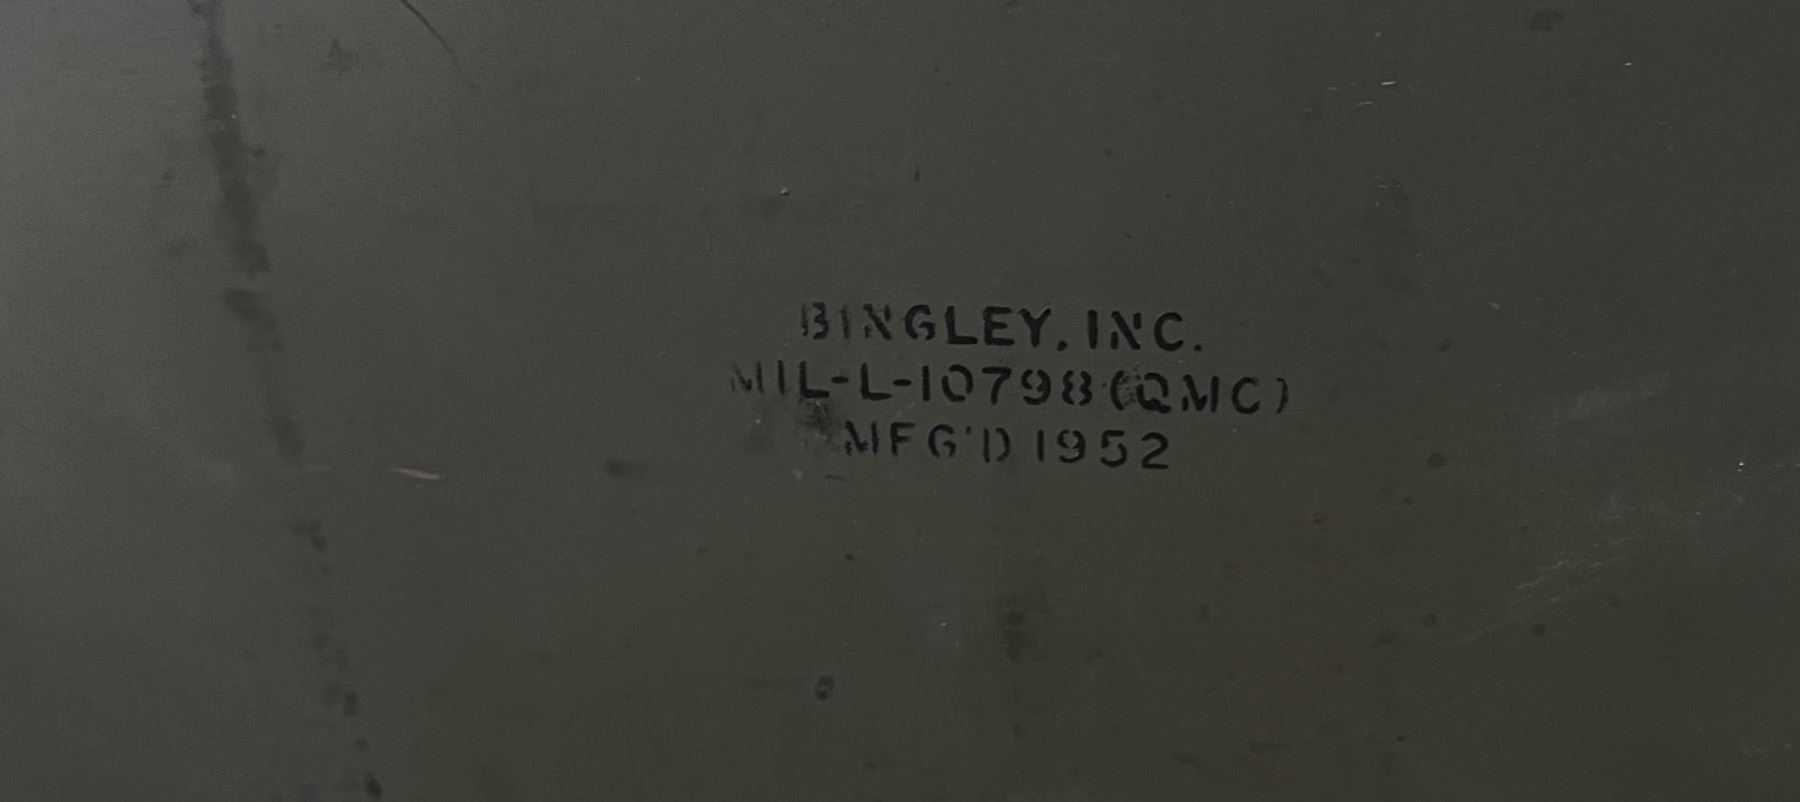 BINGLEY, INC.
MIL-L-10798(QMC)
MFG'D 1952